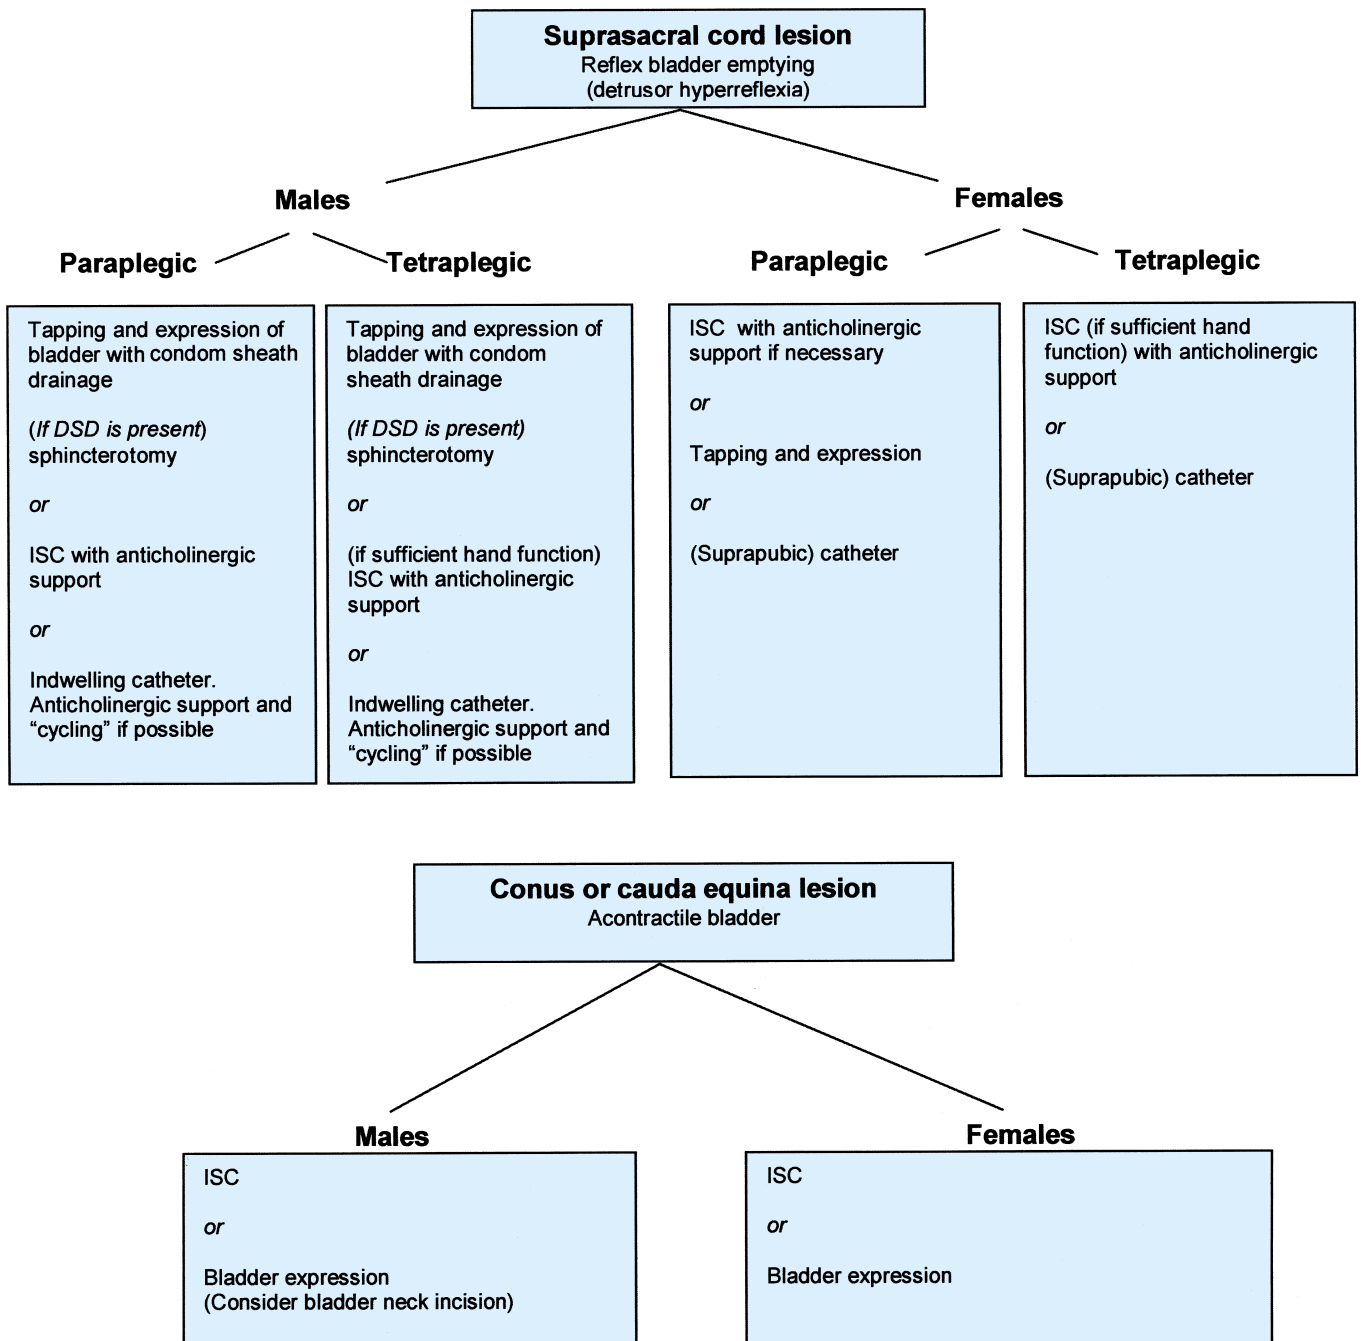 Suprasacral cord lesion
Reflex bladder emptying
(detrusor hyperreflexia)
Males
Females
Paraplegic
Tetraplegic
Paraplegic
Tetraplegic
Tapping and expression of
bladder with condom sheath
drainage
(If DSD is present)
sphincterotomy
or
ISC with anticholinergic
support
or
Indwelling catheter.
Anticholinergic support and
“cycling” if possible
Tapping and expression of
bladder with condom
sheath drainage
(If DSD is present)
sphincterotomy
or
(if sufficient hand function)
ISC with anticholinergic
support
or
Indwelling catheter.
Anticholinergic support and
“cycling” if possible
ISC with anticholinergic
support if necessary
or
Tapping and expression
or
(Suprapubic) catheter
ISC (if sufficient hand
function) with anticholinergic
support
or
(Suprapubic) catheter
Conus or cauda equina lesion
Acontractile bladder
Males
Females
ISC
or
Bladder expression
(Consider bladder neck incision)
ISC
or
Bladder expression